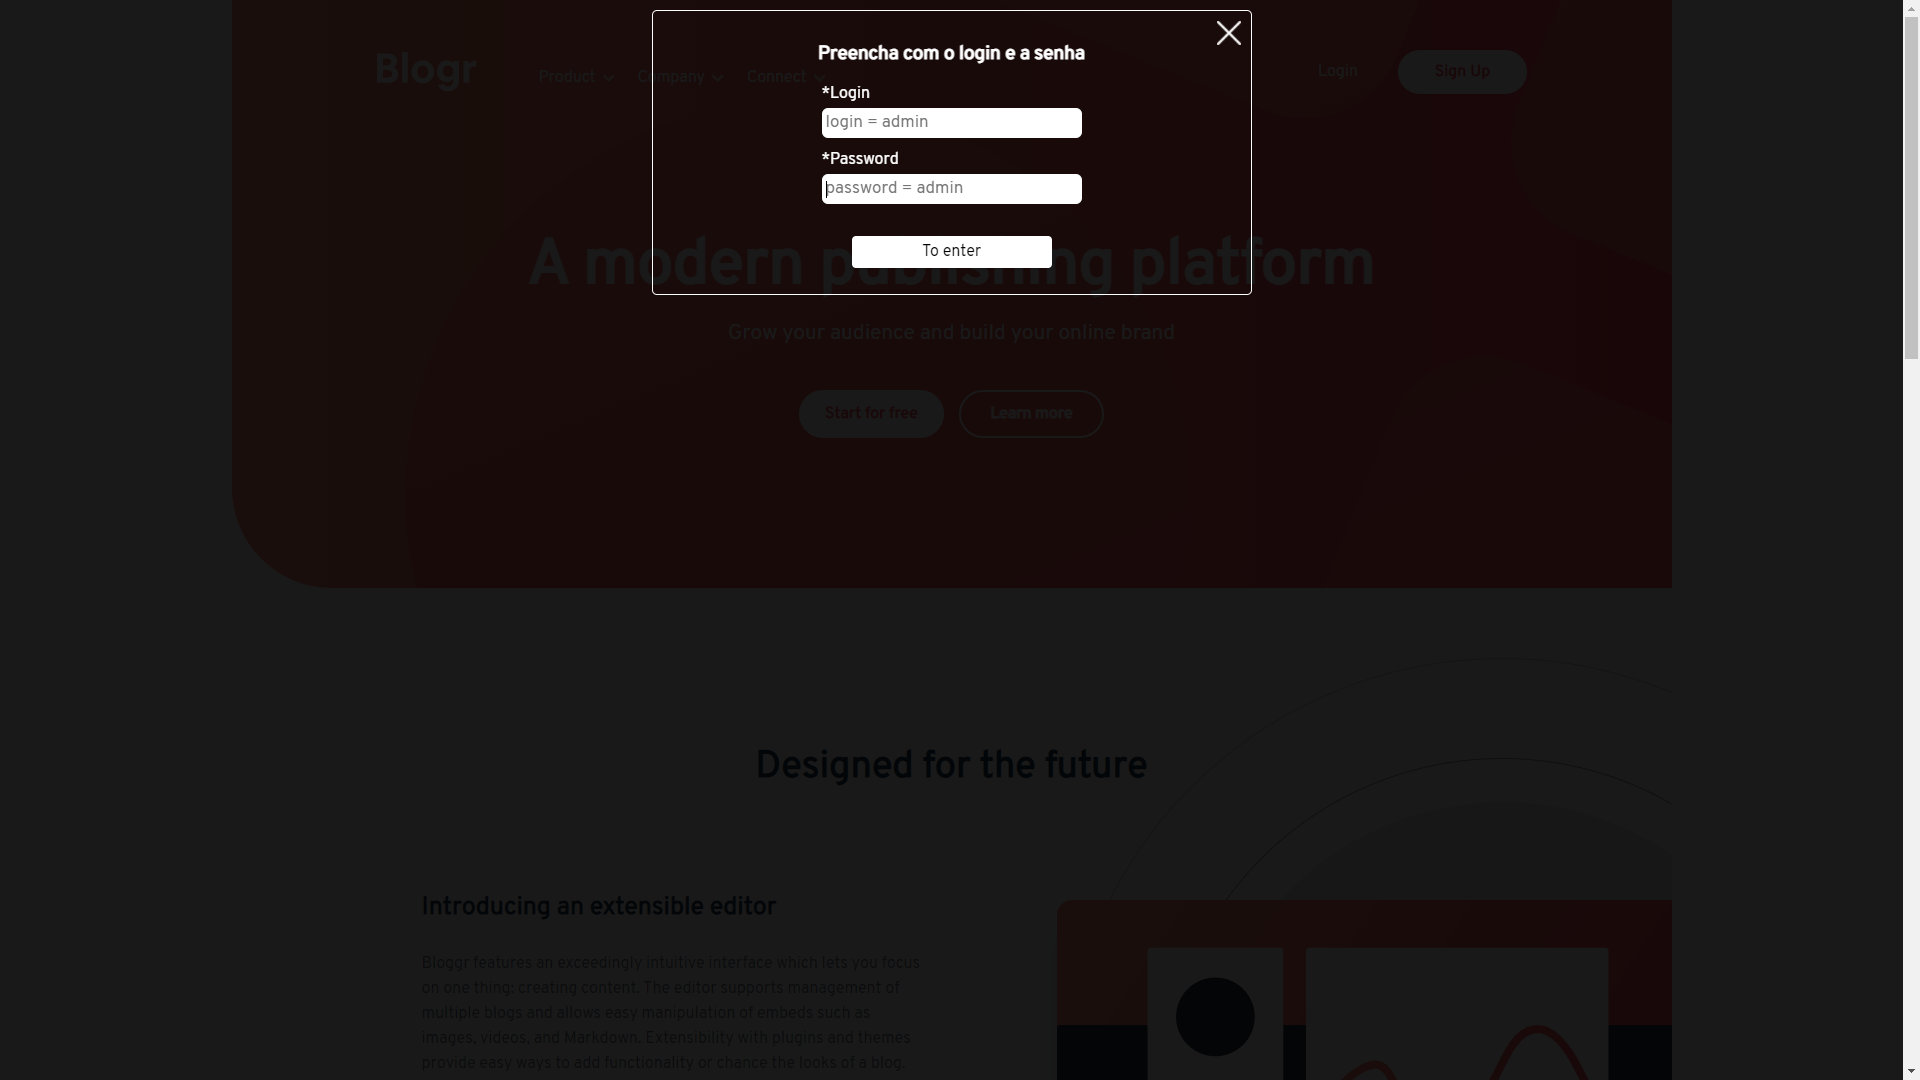 Preencha com o login e a senha
Blogr
Product
Company
Connect
Login
Sign Up
*Login
login = admin
*Password
password = admin
To enter
A modern publishing platform
Grow your audience and build your online brand
Start for free
Learn more
Designed for the future
Introducing an extensible editor
Bloggr features an exceedingly intuitive interface which lets you focus
on one thing: creating content. The editor supports management of
multiple blogs and allows easy manipulation of embeds such as
images, videos, and Markdown. Extensibility with plugins and themes
provide easy ways to add functionality or chance the looks of a blog.